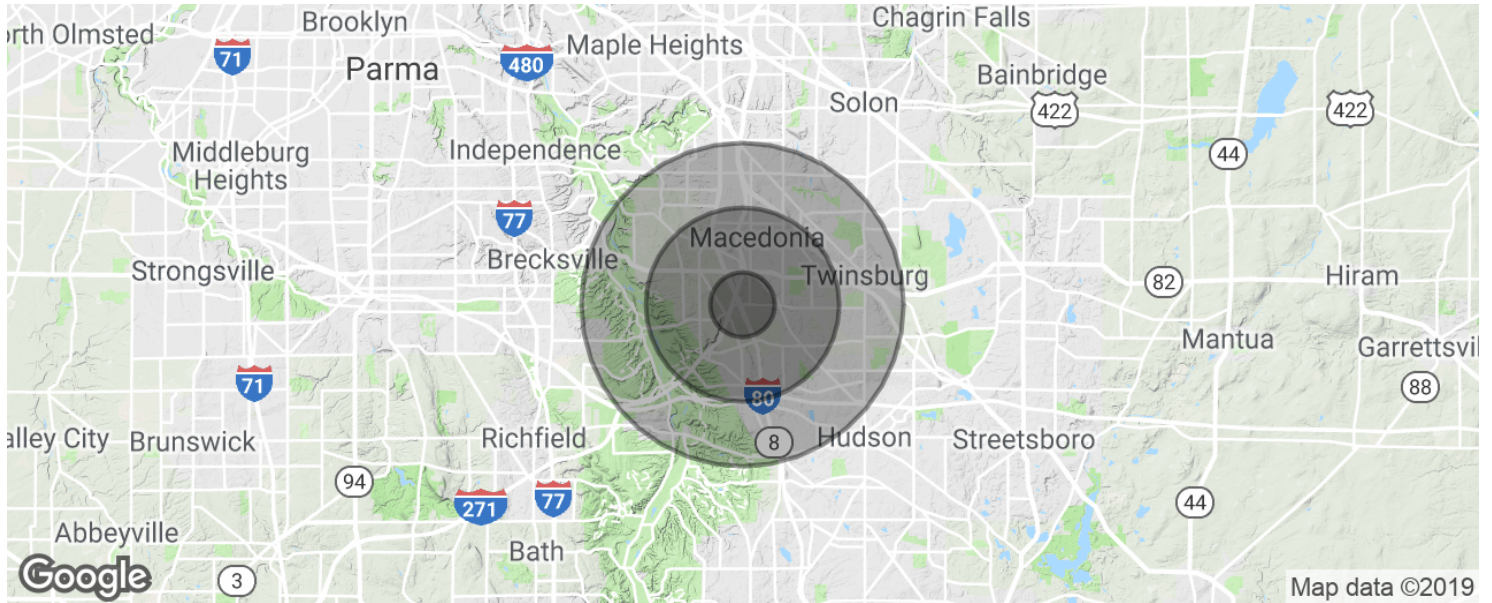 Chagrin Falls
Brooklyn
orth Olmsted
Maple Heights
71
480
Parma
Bainbridge
Solon
422
422
Independence
Middleburg
Heights
44
77
Macedonia
Brecksville
Strongsville
Twinsburg
82
Hiram
Mantua
Garrettsvil
71
80
88
alley City
Brunswick
Richfield
8
Hudson
Streetsboro
94
271
77
44
Abbeyville
Bath
Google
3
Map data ©2019